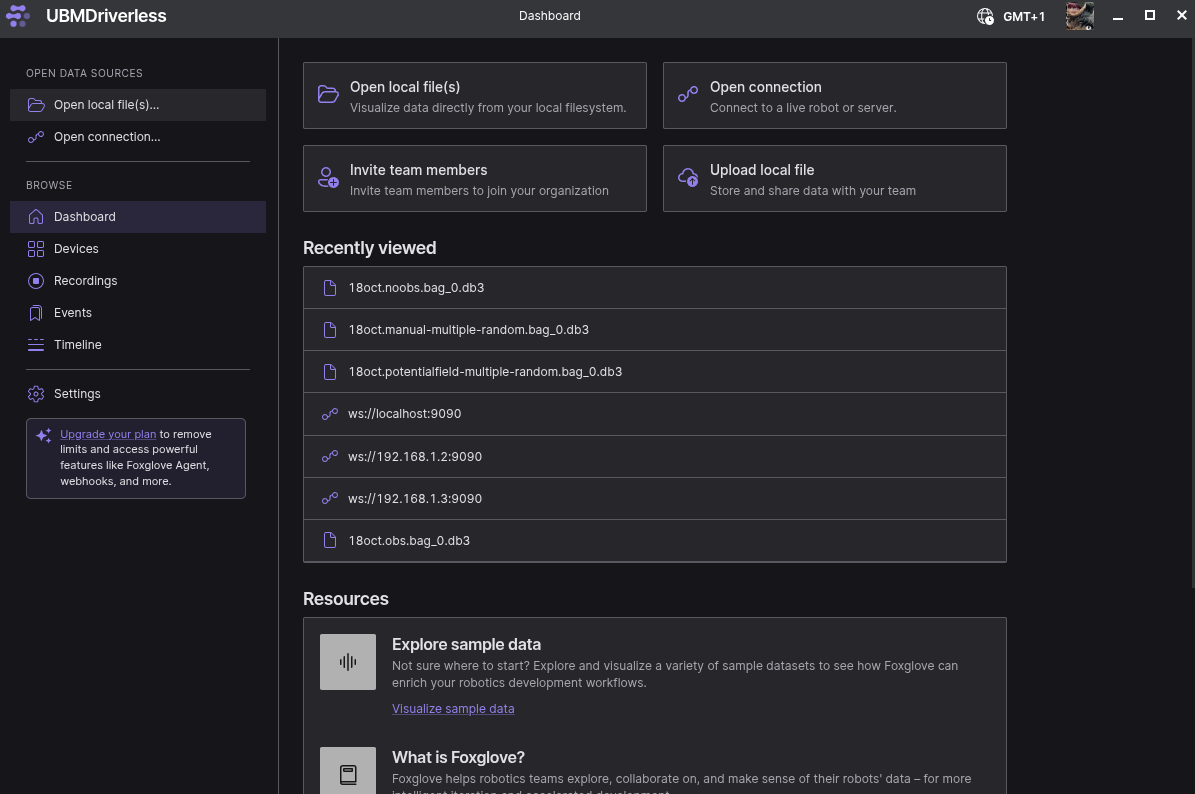 UBMDriverless
Dashboard
GMT+1
OPEN DATA SOURCES
Open local file(s)...
Open connection...
BROWSE
Dashboard
Devices
Recordings
Events
Timeline
Settings
Upgrade your plan to remove
limits and access powerful
features like Foxglove Agent,
webhooks, and more.
Open local file(s)
Visualize data directly from your local filesystem.
Open connection
Connect to a live robot or server.
Invite team members
Invite team members to join your organization
Upload local file
Store and share data with your team
Recently viewed
18oct.noobs.bag_0.db3
18oct.manual-multiple-random.bag_0.db3
18oct.potentialfield-multiple-random.bag_0.db3
ws://localhost:9090
ws://192.168.1.2:9090
ws://192.168.1.3:9090
18oct.obs.bag_0.db3
Resources
Explore sample data
Not sure where to start? Explore and visualize a variety of sample datasets to see how Foxglove can
enrich your robotics development workflows.
Visualize sample data
What is Foxglove?
Foxglove helps robotics teams explore, collaborate on, and make sense of their robots' data – for more